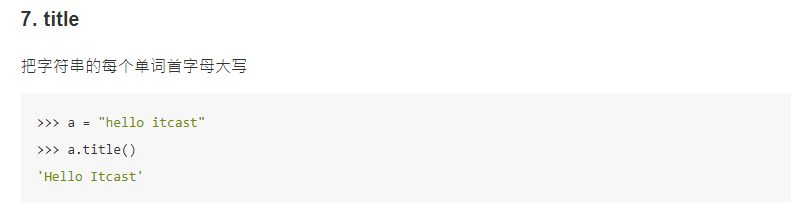 7. title
把字符串的每个单词首字母大写
>>> a = "hello itcast"
>>> a.title()
'Hello Itcast'